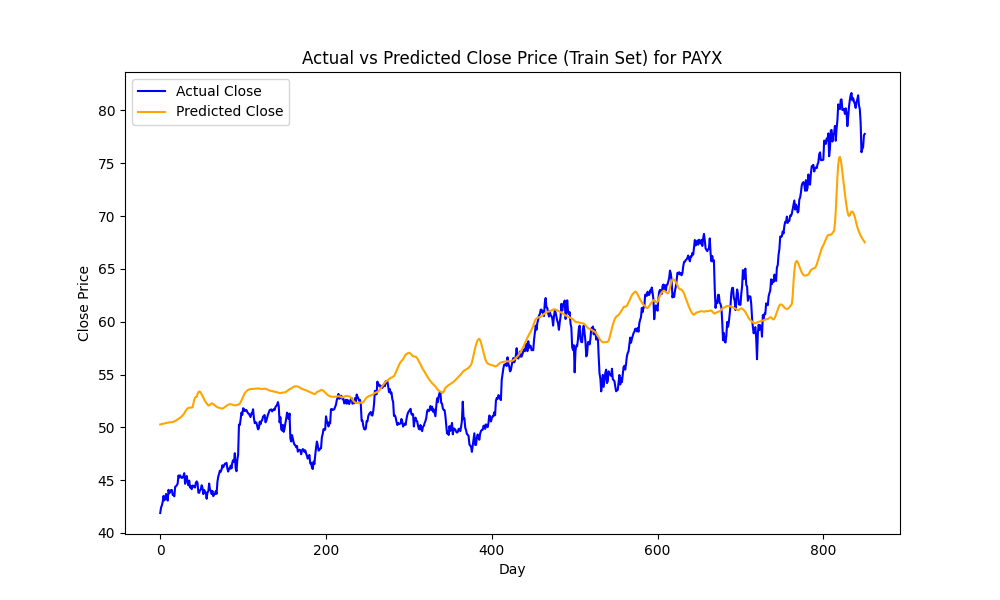 Actual vs Predicted Close Price (Train Set) for PAYX
Actual Close
Predicted Close
80
75
70
65
60
55
50
45
40
Close Price
0 200 400 600 800
Day